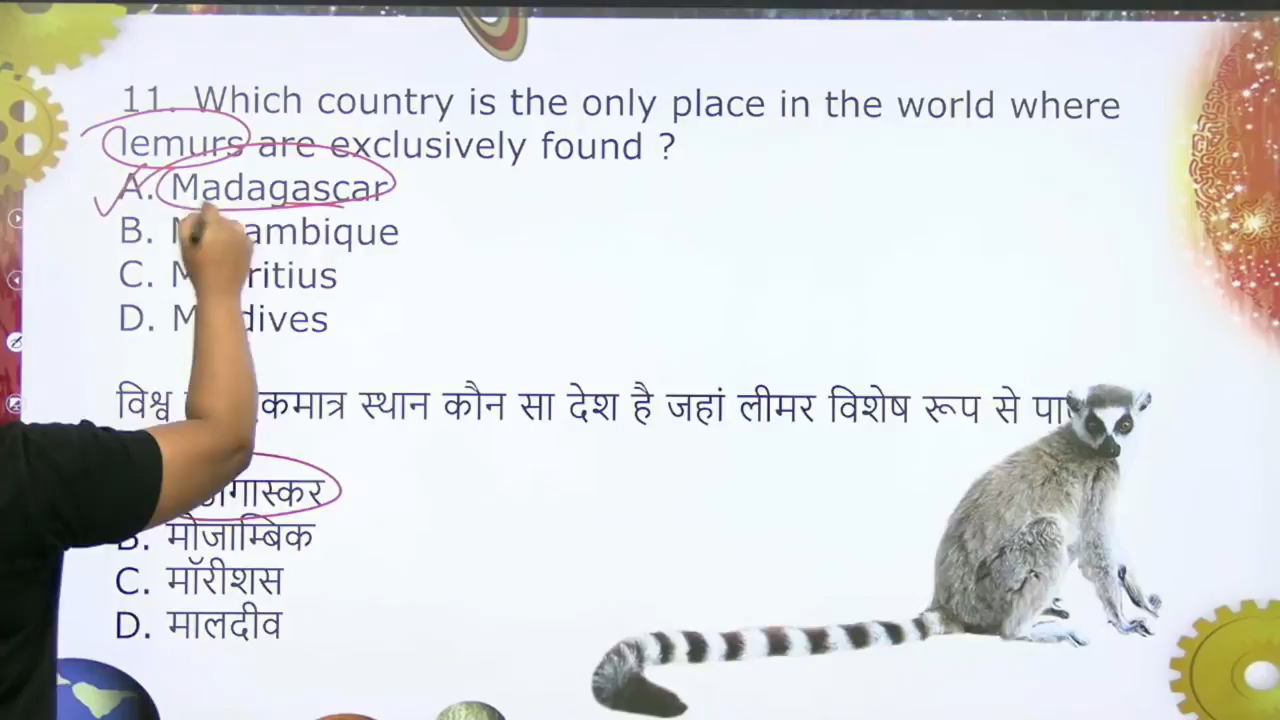 11. Which country is the only place in the world where
lemurs are exclusively found ?
A. Madagascar
B. ambique
C. M ritius
D. M dives
विश्व कमात्र स्थान कौन सा देश है जहां लीमर विशेष रूप से
गास्कर
B. मौजाम्बिक
C. मॉरीशस
D. मालदीव